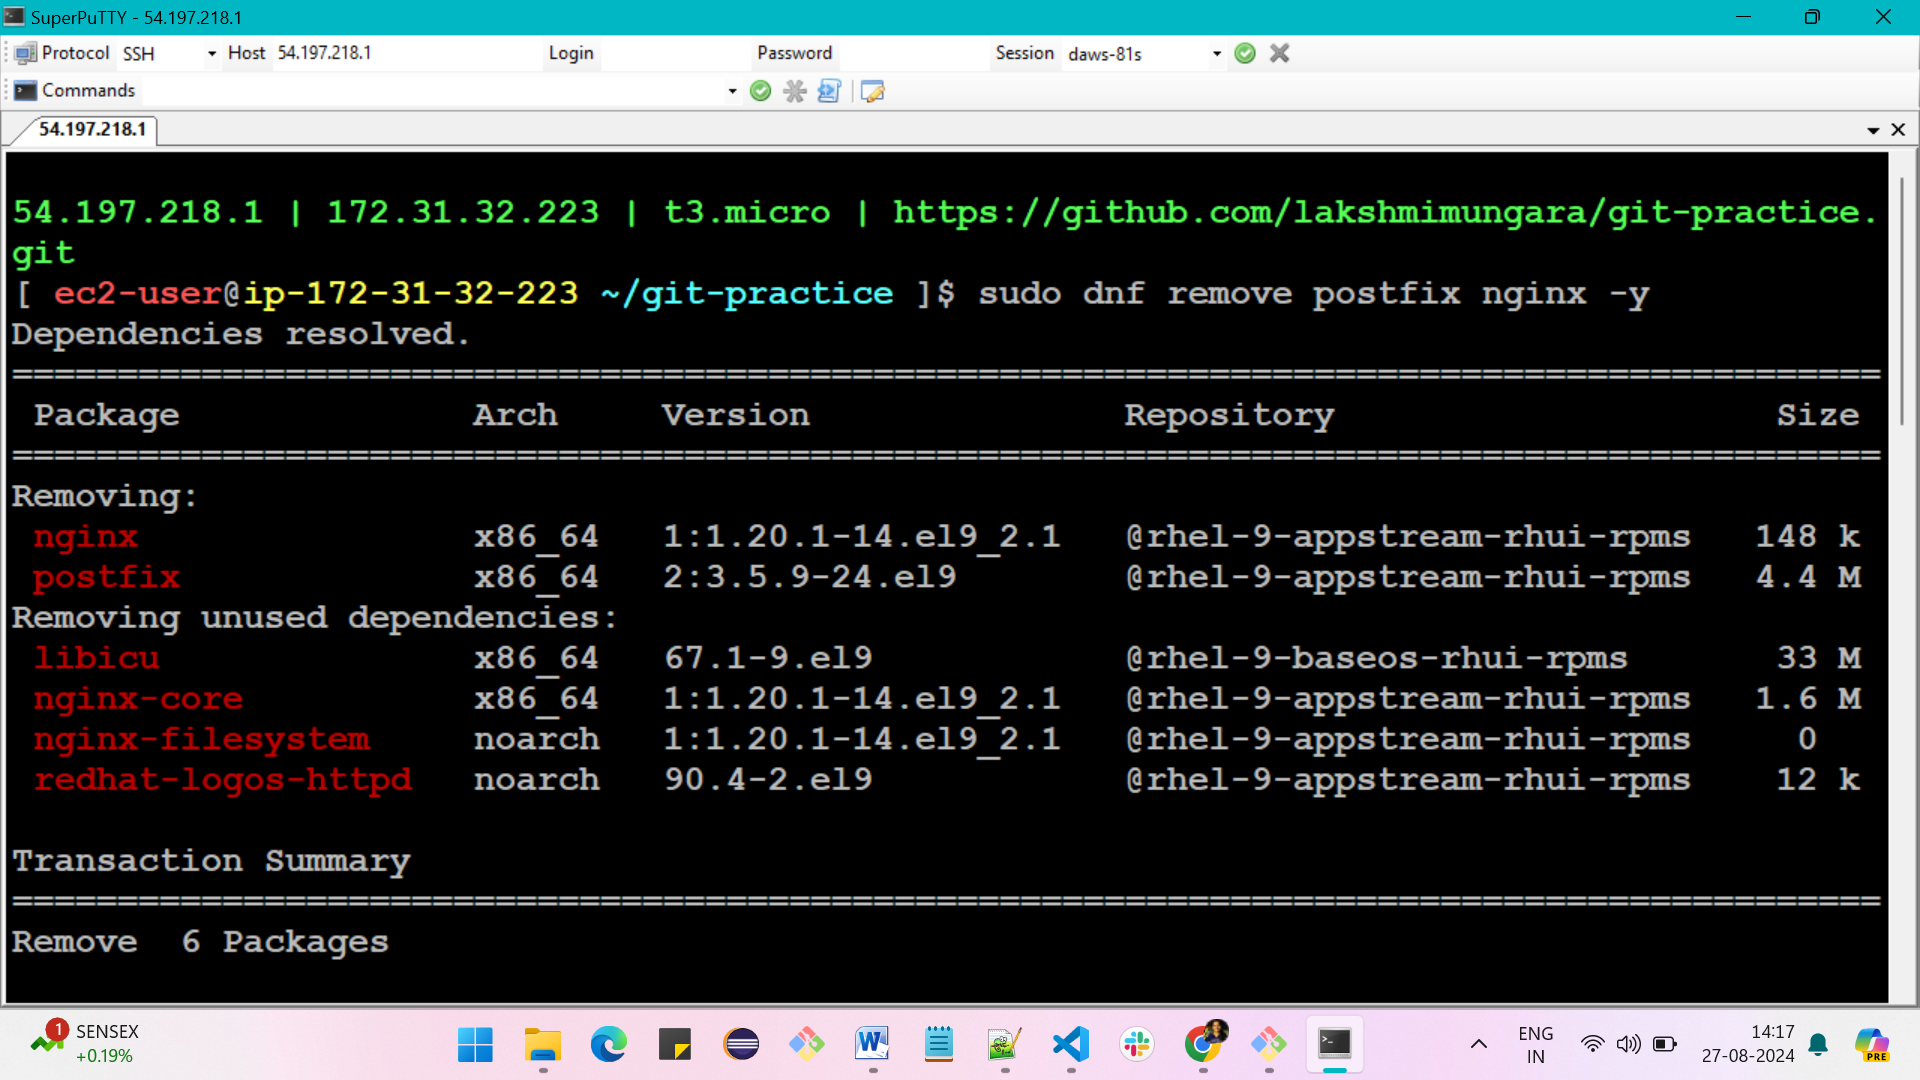 SuperPuTTY - 54.197.218.1
Protocol SSH Host 54.197.218.1 Login Password Session daws-81s
Commands
54.197.218.1
54.197.218.1 | 172.31.32.223 | t3.micro | https://github.com/lakshmimungara/git-practice.
git
[ ec2-user@ip-172-31-32-223 ~/git-practice ]$ sudo dnf remove postfix nginx -y
Dependencies resolved.
=========================================================================================
Package Arch Version Repository Size
=========================================================================================
Removing:
nginx x86_64 1:1.20.1-14.el9_2.1 @rhel-9-appstream-rhui-rpms 148 k
postfix x86_64 2:3.5.9-24.el9 @rhel-9-appstream-rhui-rpms 4.4 M
Removing unused dependencies:
libicu x86_64 67.1-9.el9 @rhel-9-baseos-rhui-rpms 33 M
nginx-core x86_64 1:1.20.1-14.el9_2.1 @rhel-9-appstream-rhui-rpms 1.6 M
nginx-filesystem noarch 1:1.20.1-14.el9_2.1 @rhel-9-appstream-rhui-rpms 0
redhat-logos-httpd noarch 90.4-2.el9 @rhel-9-appstream-rhui-rpms 12 k
Transaction Summary
=========================================================================================
Remove 6 Packages
1 SENSEX
+0.19%
ENG
IN
14:17
27-08-2024
PRE